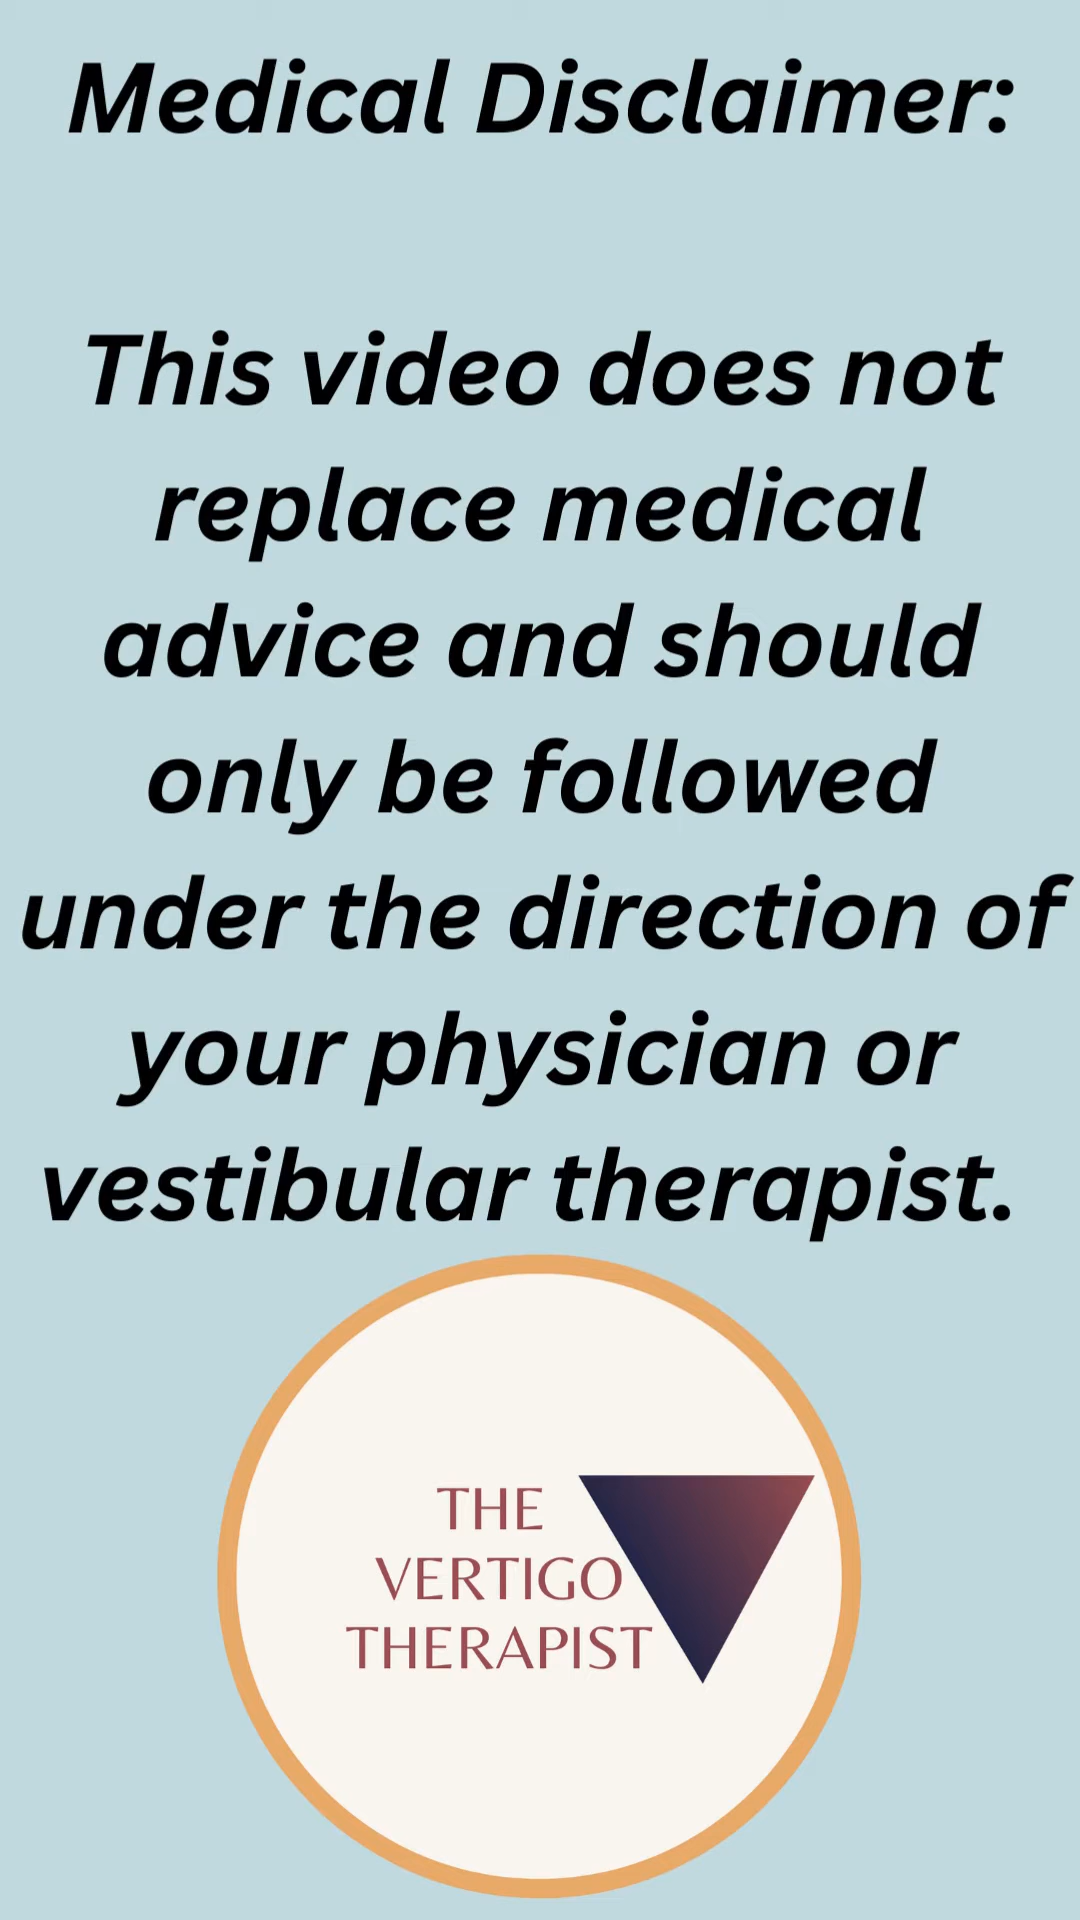 Medical Disclaimer:
This video does not
replace medical
advice and should
only be followed
under the direction of
your physician or
vestibular therapist.
THE
VERTIGO
THERAPIST